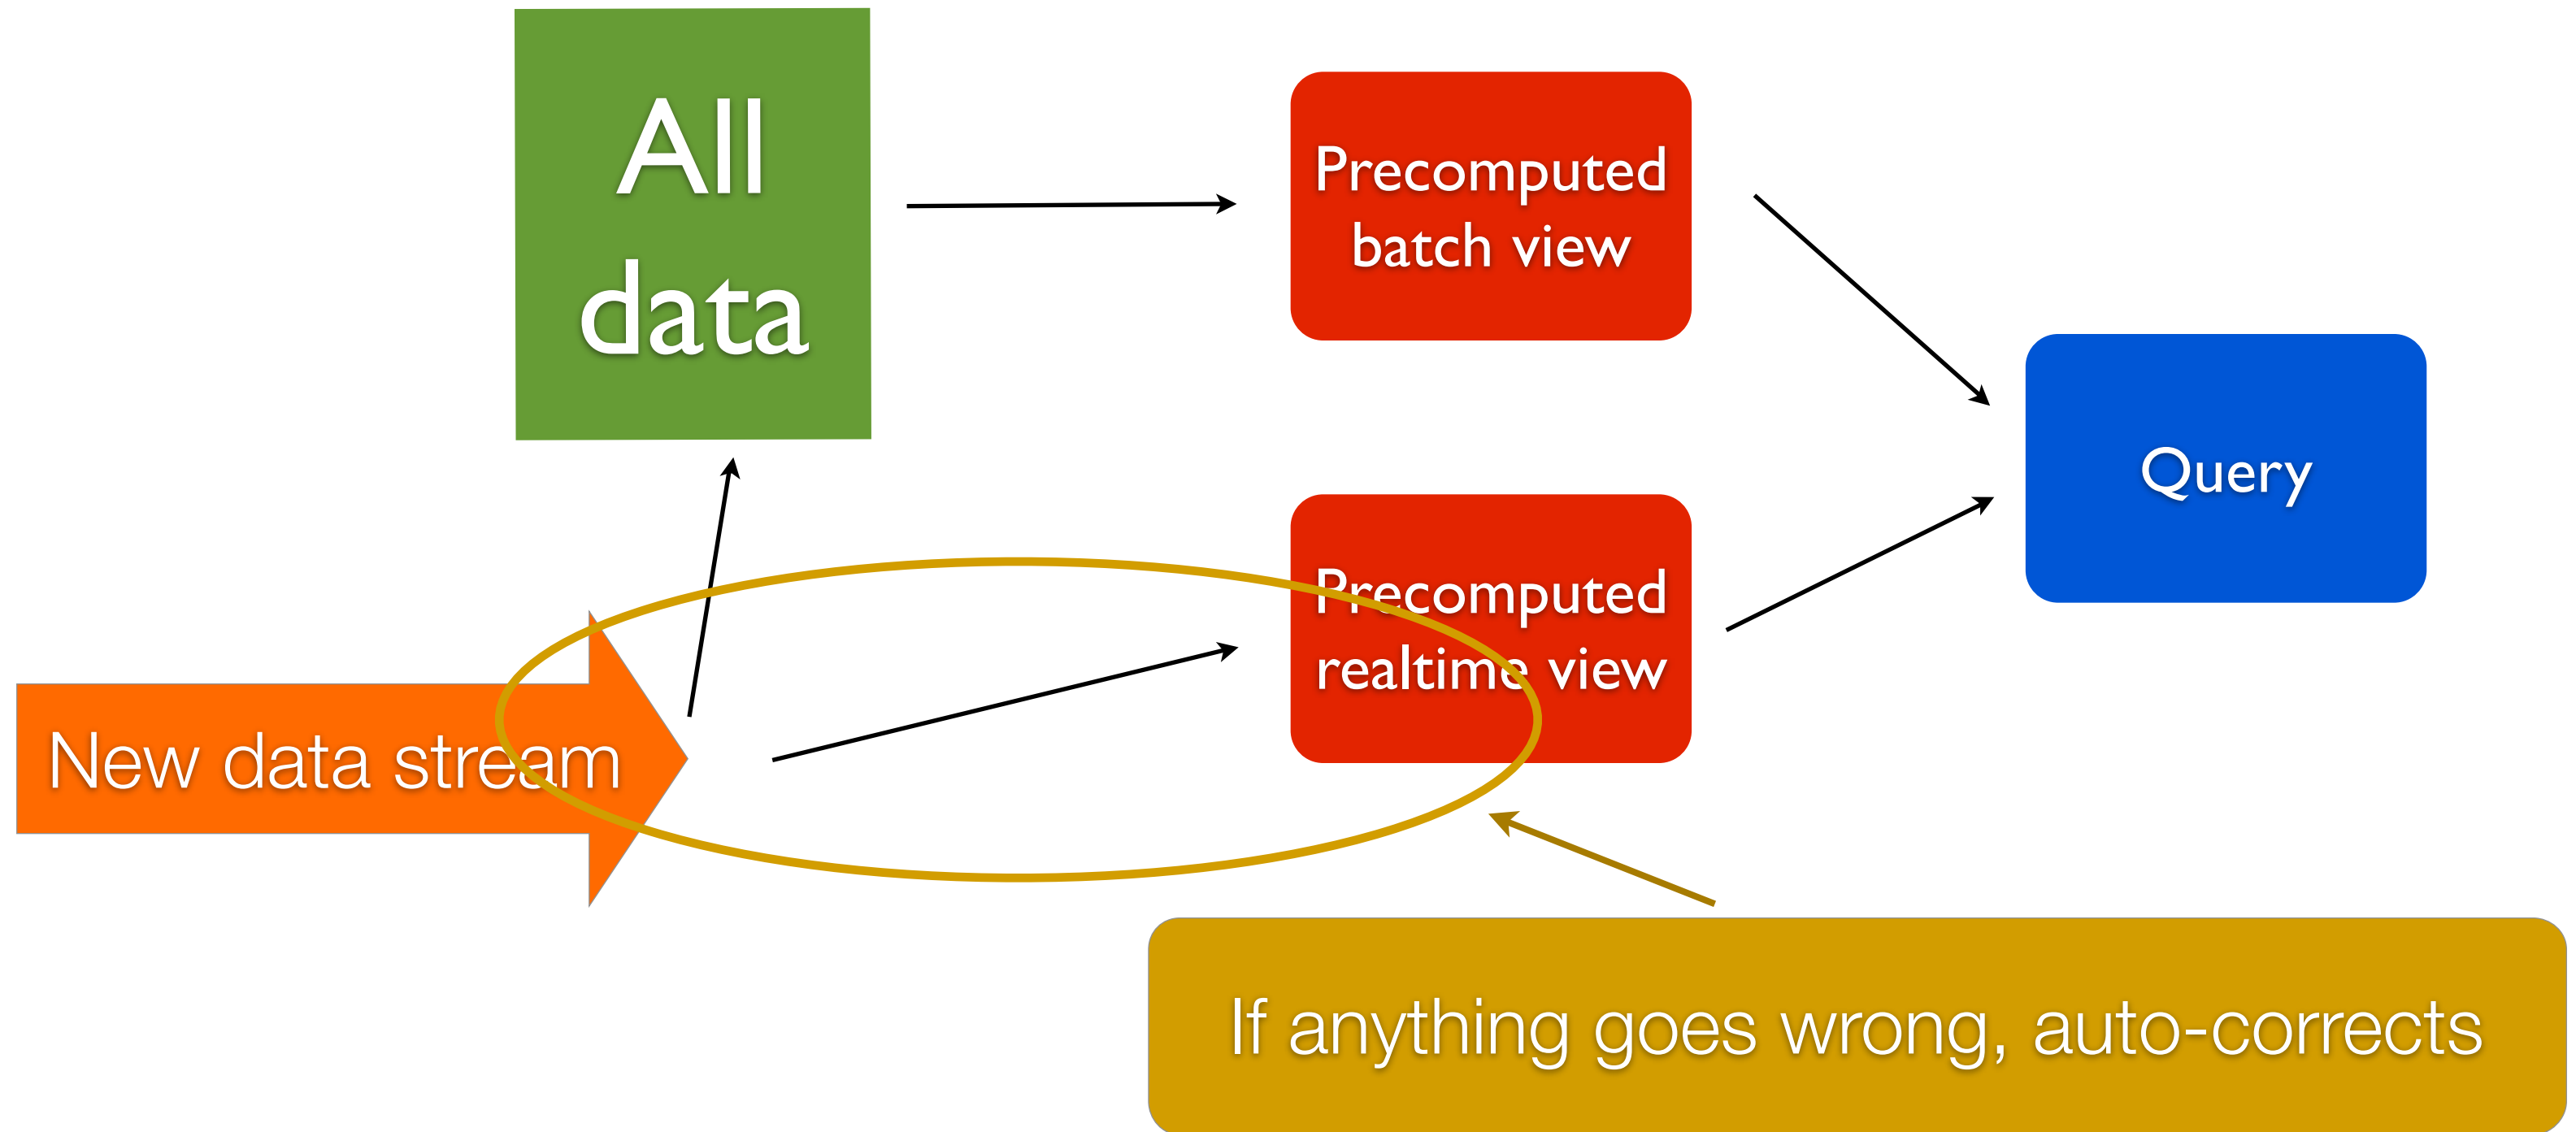 All
data
Precomputed
batch view
Query
Precomputed
realtime view
New data stream
If anything goes wrong, auto-corrects